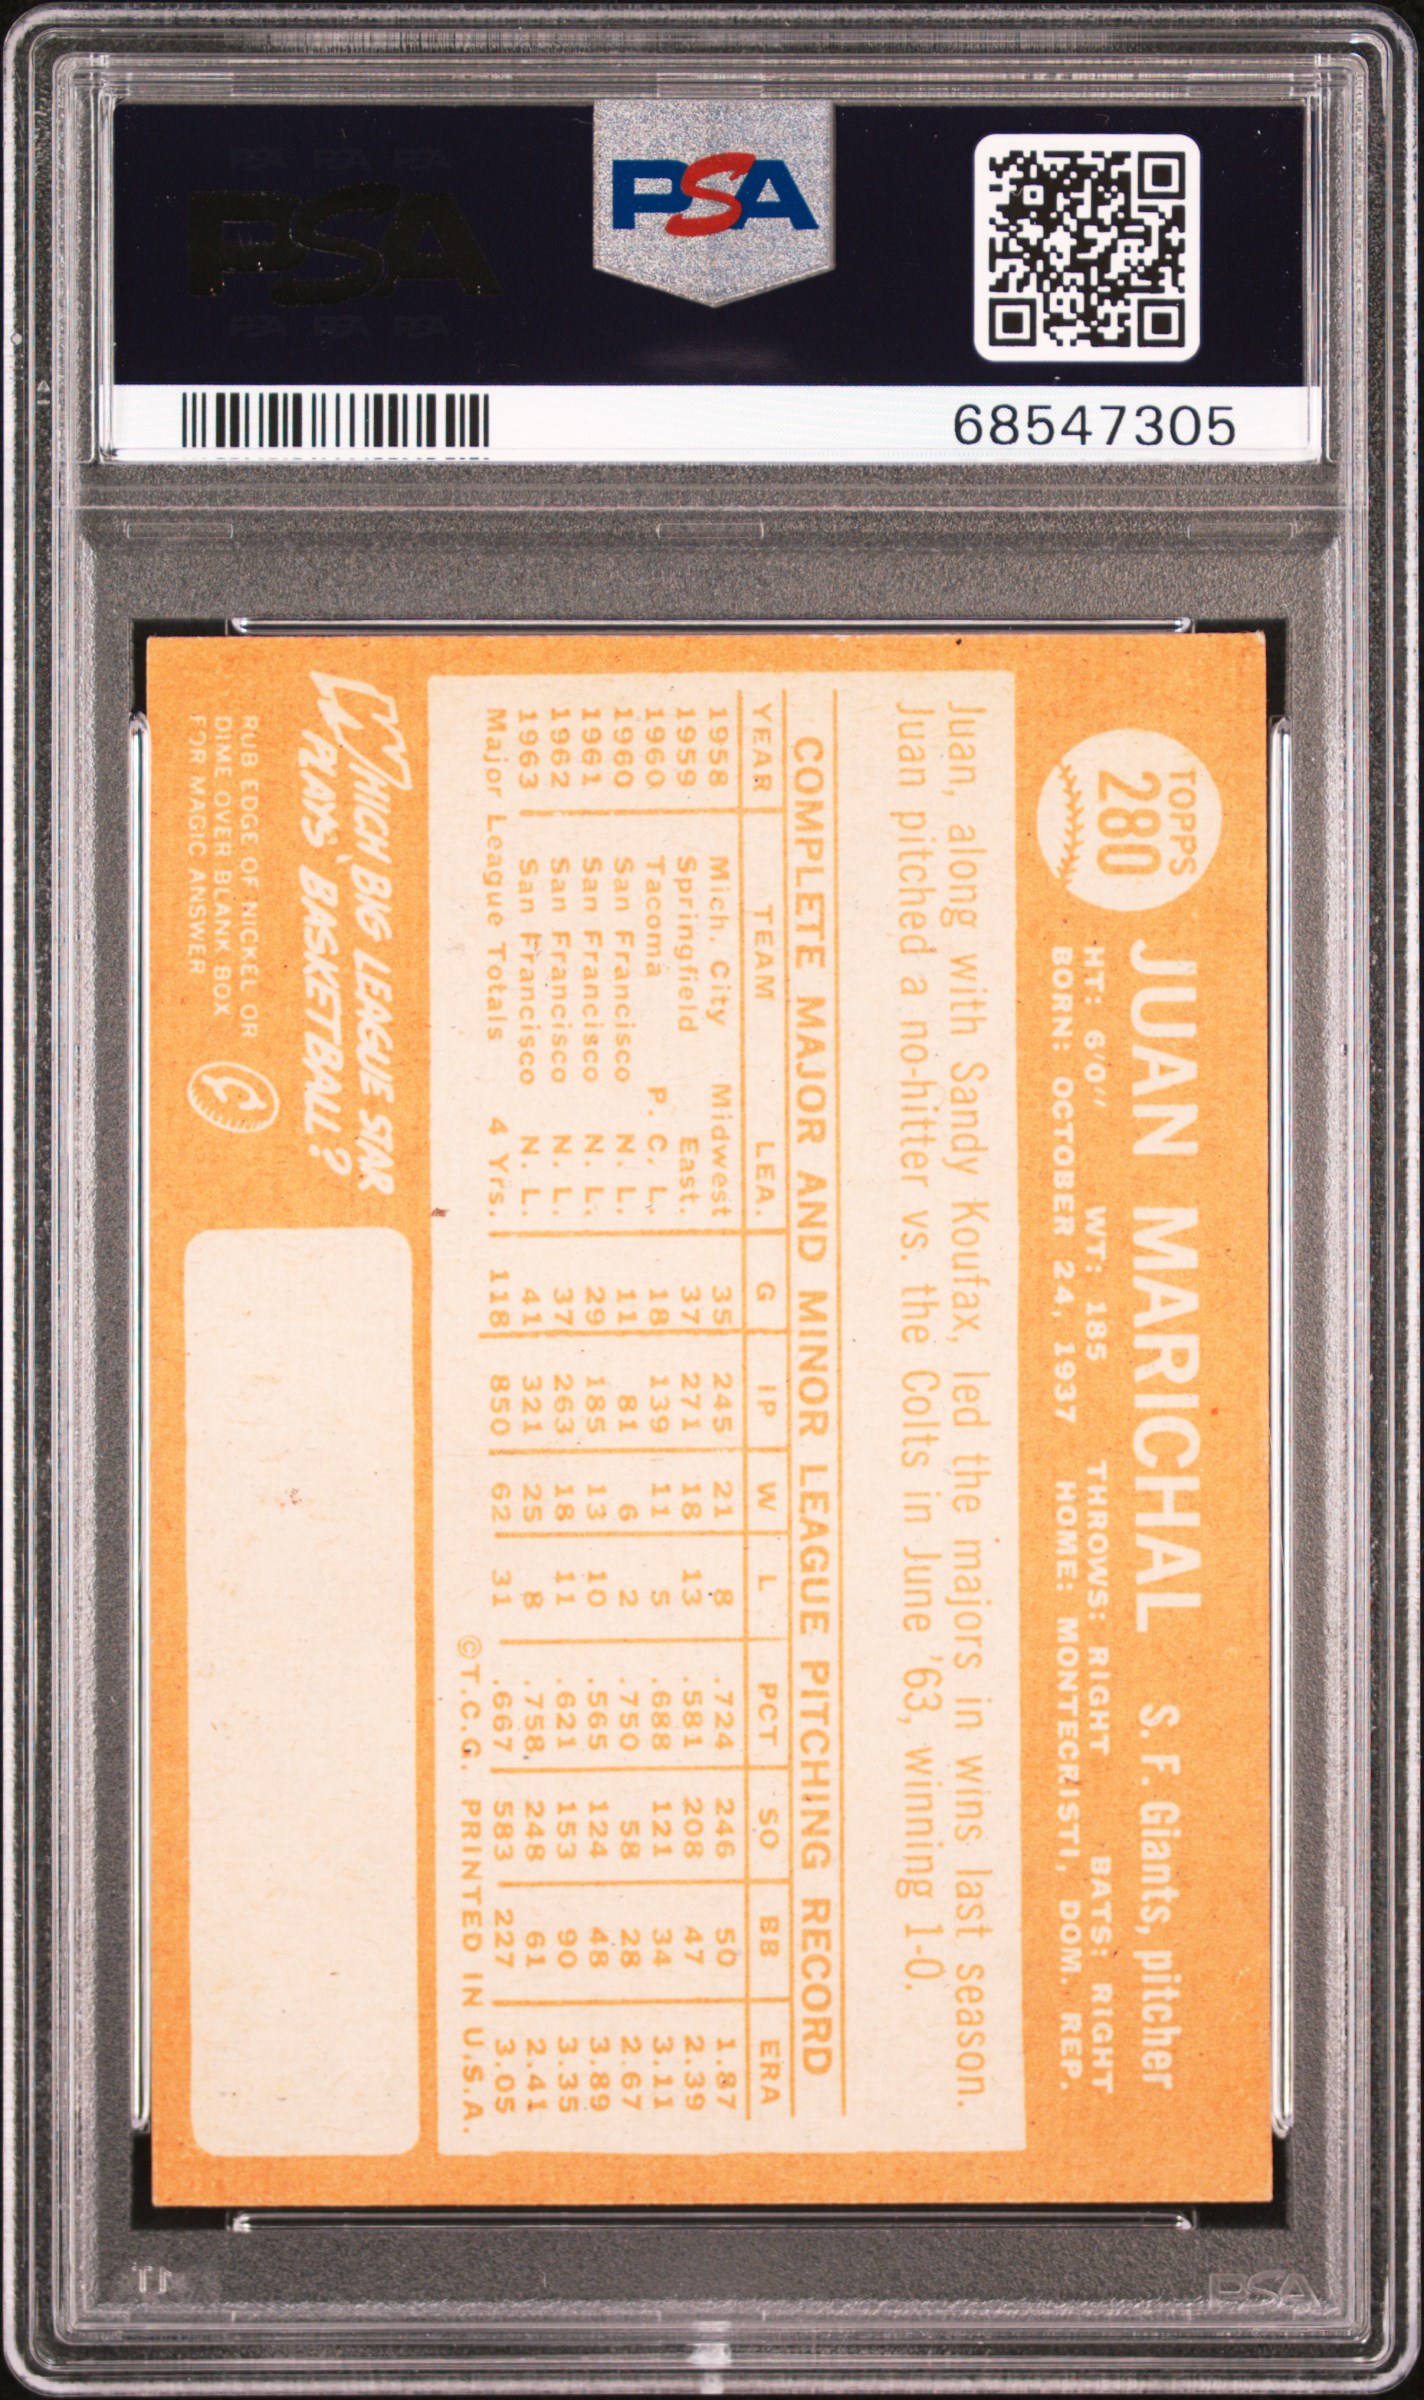 PSA
PSA PSA PSA
PSA
PSA PSA PSA
68547305
TOPPS
280
JUAN MARICHAL S. F. Giants, pitcher
HT: 6'0" WT: 185 THROWS: RIGHT BATS: RIGHT
BORN: OCTOBER 24, 1937 HOME: MONTECRISTI, DOM. REP.
Juan, along with Sandy Koufax, led the majors in wins last season.
Juan pitched a no-hitter vs. the Colts in June '63, winning 1-0.
COMPLETE MAJOR AND MINOR LEAGUE PITCHING RECORD
YEAR TEAM LEA. G IP W L PCT SO BB ERA
1958 Mich. City Midwest 35 245 21 8 .724 246 50 1.87
1959 Springfield East. 37 271 18 13 .581 208 47 2.39
1960 Tacoma P. C. L. 18 139 11 5 .688 121 34 3.11
1960 San Francisco N. L. 11 81 6 2 .750 58 28 2.67
1961 San Francisco N. L. 29 185 13 10 .565 124 48 3.89
1962 San Francisco N. L. 37 263 18 11 .621 153 90 3.35
1963 San Francisco N. L. 41 321 25 8 .758 248 61 2.41
Major League Totals 4 Yrs. 118 850 62 31 .667 583 227 3.05
©T.C.G. PRINTED IN U.S.A.
WHICH BIG LEAGUE STAR
PLAYS BASKETBALL?
RUB EDGE OF NICKEL OR
DIME OVER BLANK BOX
FOR MAGIC ANSWER
PSA